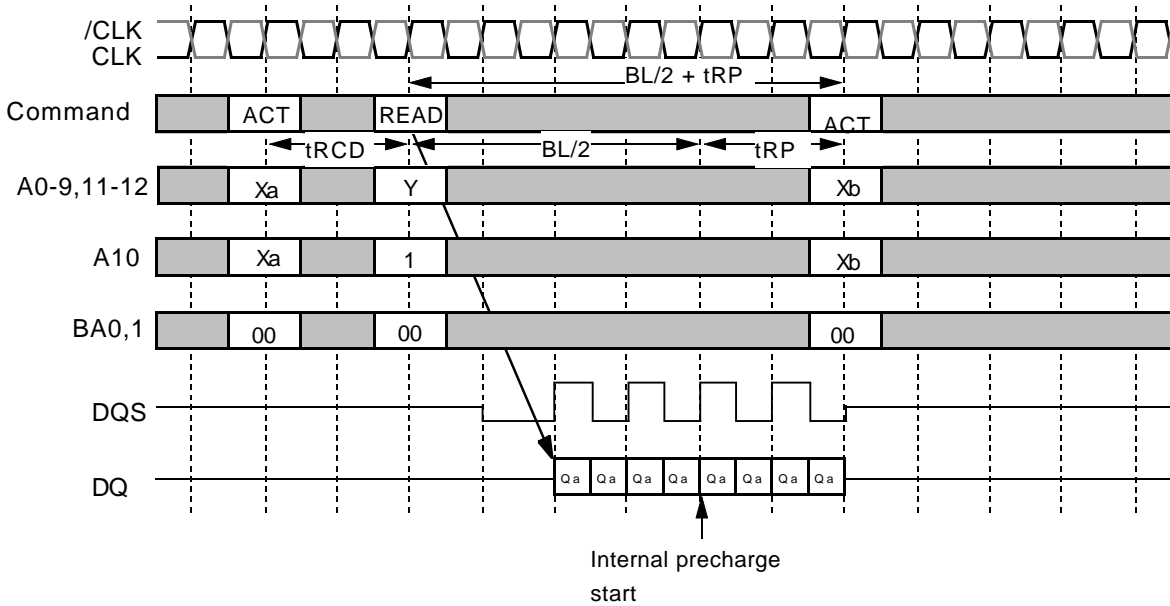 /CLK
CLK
BL/2 + tRP
Command
ACT
READ
ACT
tRCD
BL/2
tRP
A0-9,11-12
Xa
Y
Xb
A10
Xa
1
Xb
BA0,1
00
00
00
DQS
DQ
Qa Qa Qa Qa Qa Qa Qa Qa
Internal precharge
start